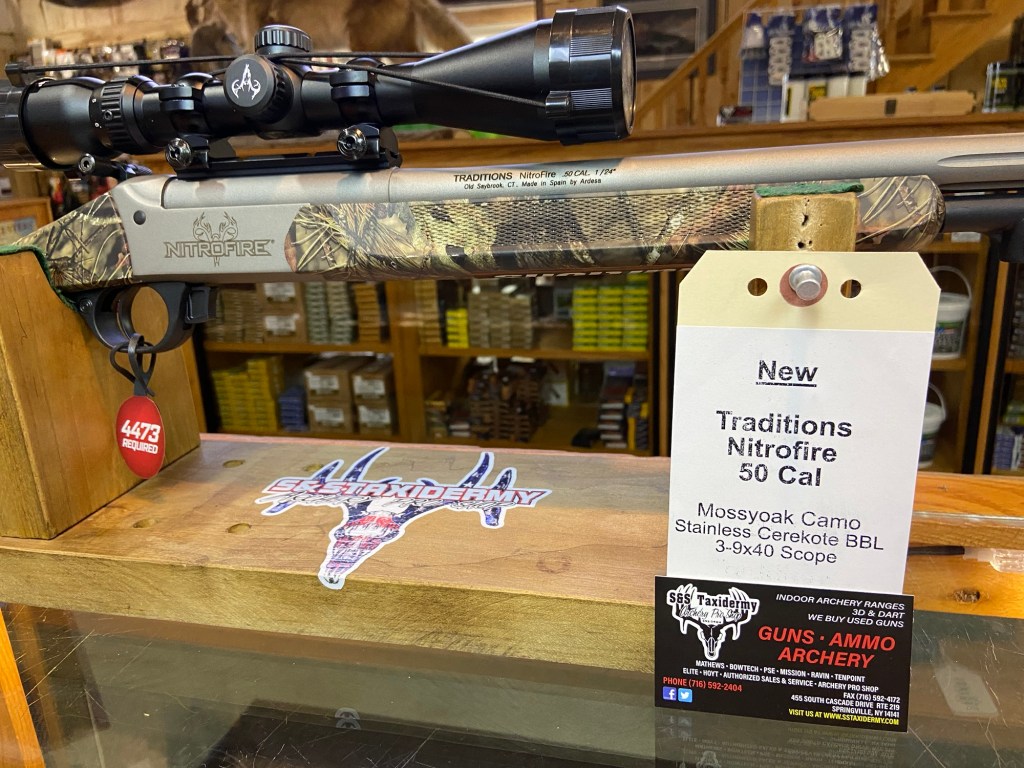 TRADITIONS NitroFire .50 CAL. 1/24"
Old Saybrook, CT. Made in Spain by Ardesa
NITROFIRE
4473
REQUIRED
S&S TAXIDERMY
New
Traditions
Nitrofire
50 Cal
Mossyoak Camo
Stainless Cerekote BBL
3-9x40 Scope
S&S Taxidermy
Archery Pro Shop
INDOOR ARCHERY RANGES
3D & DART
WE BUY USED GUNS
GUNS · AMMO
ARCHERY
MATHEWS · BOWTECH · PSE · MISSION · RAVIN · TENPOINT
ELITE · HOYT · AUTHORIZED SALES & SERVICE · ARCHERY PRO SHOP
PHONE (716) 592-2404
FAX (716) 592-4172
455 SOUTH CASCADE DRIVE RTE 219
SPRINGVILLE, NY 14141
VISIT US AT WWW.SSTAXIDERMY.COM